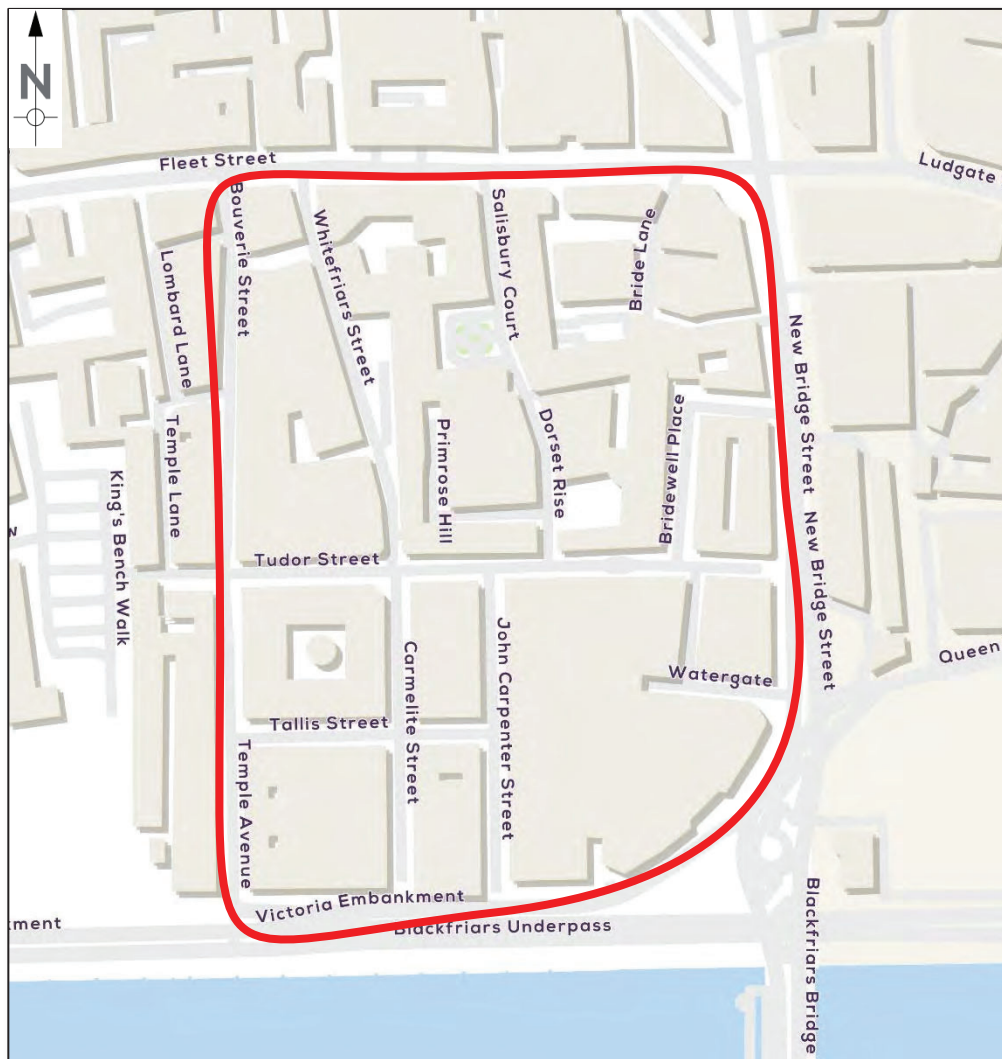 N
Fleet Street
Ludgate
Bouverie Street
Whitefriars Street
Salisbury Court
Bride Lane
Lombard Lane
New Bridge Street
Primrose Hill
Dorset Rise
Bridewell Place
Temple Lane
King's Bench Walk
New Bridge Street
Tudor Street
Carmelite Street
John Carpenter Street
Watergate
Queen
Tallis Street
Temple Avenue
Victoria Embankment
kment
Blackfriars Underpass
Blackfriars Bridge